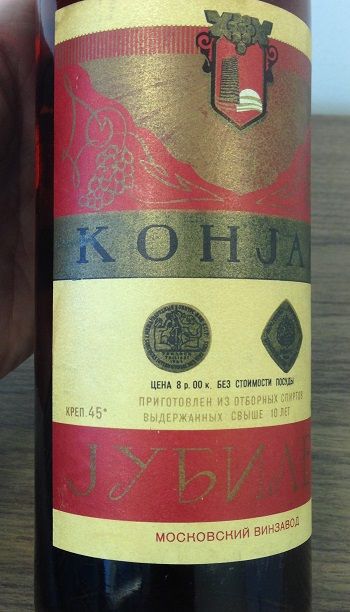 КОНЈА
ЦЕНА 8 р. 00 к. БЕЗ СТОИМОСТИ ПОСУДЫ
КРЕП. 45°
ПРИГОТОВЛЕН ИЗ ОТБОРНЫХ СПИРТОВ
ВЫДЕРЖАННЫХ СВЫШЕ 10 ЛЕТ
ЈУБИЛЕ
МОСКОВСКИЙ ВИНЗАВОД